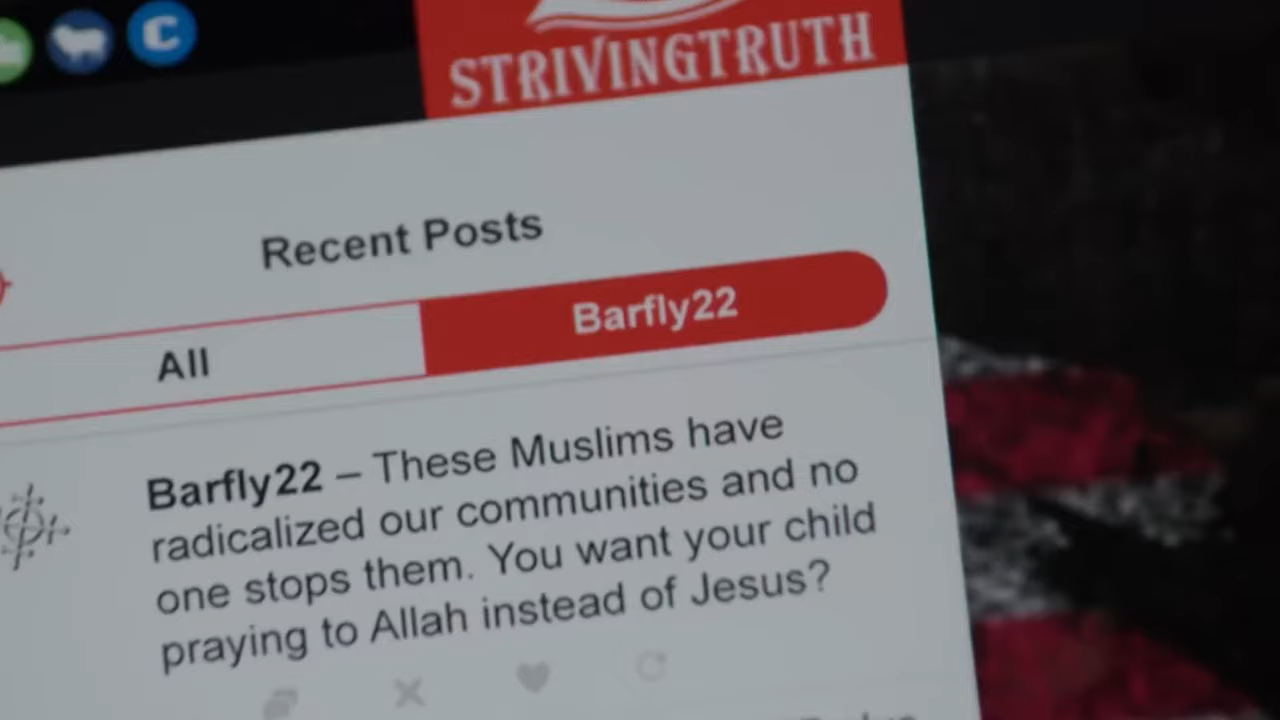 C
STRIVINGTRUTH
Recent Posts
All
Barfly22
Barfly22 – These Muslims have
radicalized our communities and no
one stops them. You want your child
praying to Allah instead of Jesus?